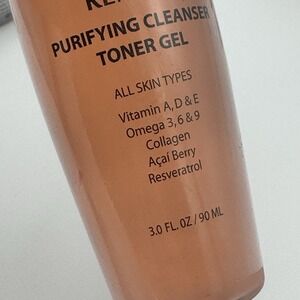 PURIFYING CLEANSER
TONER GEL
ALL SKIN TYPES
Vitamin A, D & E
Omega 3, 6 & 9
Collagen
Açaí Berry
Resveratrol
3.0 FL. OZ / 90 ML